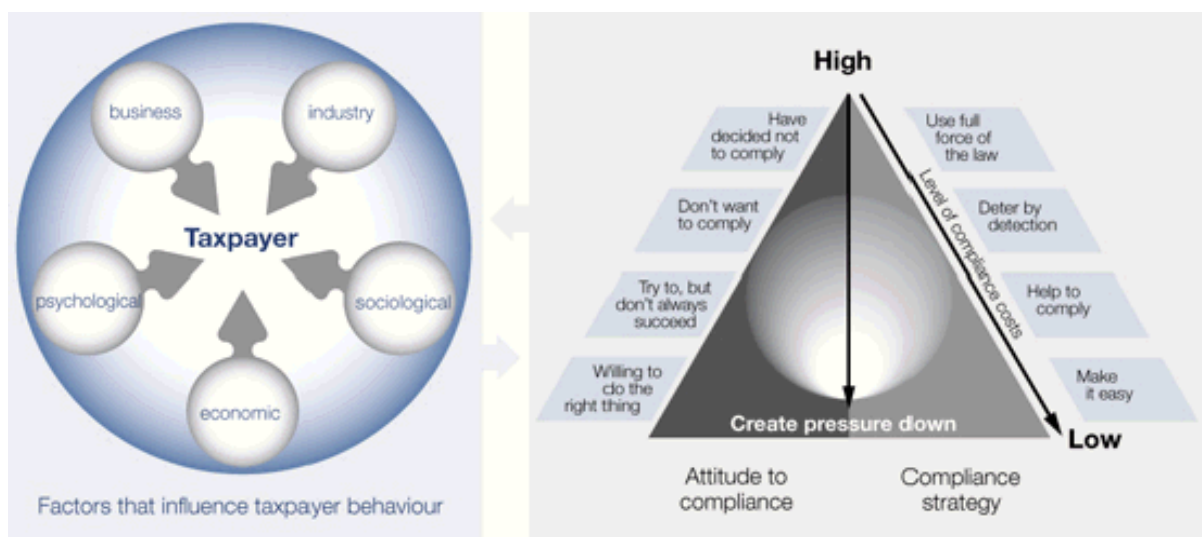 business
industry
Taxpayer
psychological
sociological
economic
Factors that influence taxpayer behaviour
High
Have
decided not
to comply
Use full
force of
the law
Don't want
to comply
Deter by
detection
Try to, but
don't always
succeed
Help to
comply
Willing to
do the
right thing
Make
it easy
Level of compliance costs
Create pressure down
Low
Attitude to
compliance
Compliance
strategy